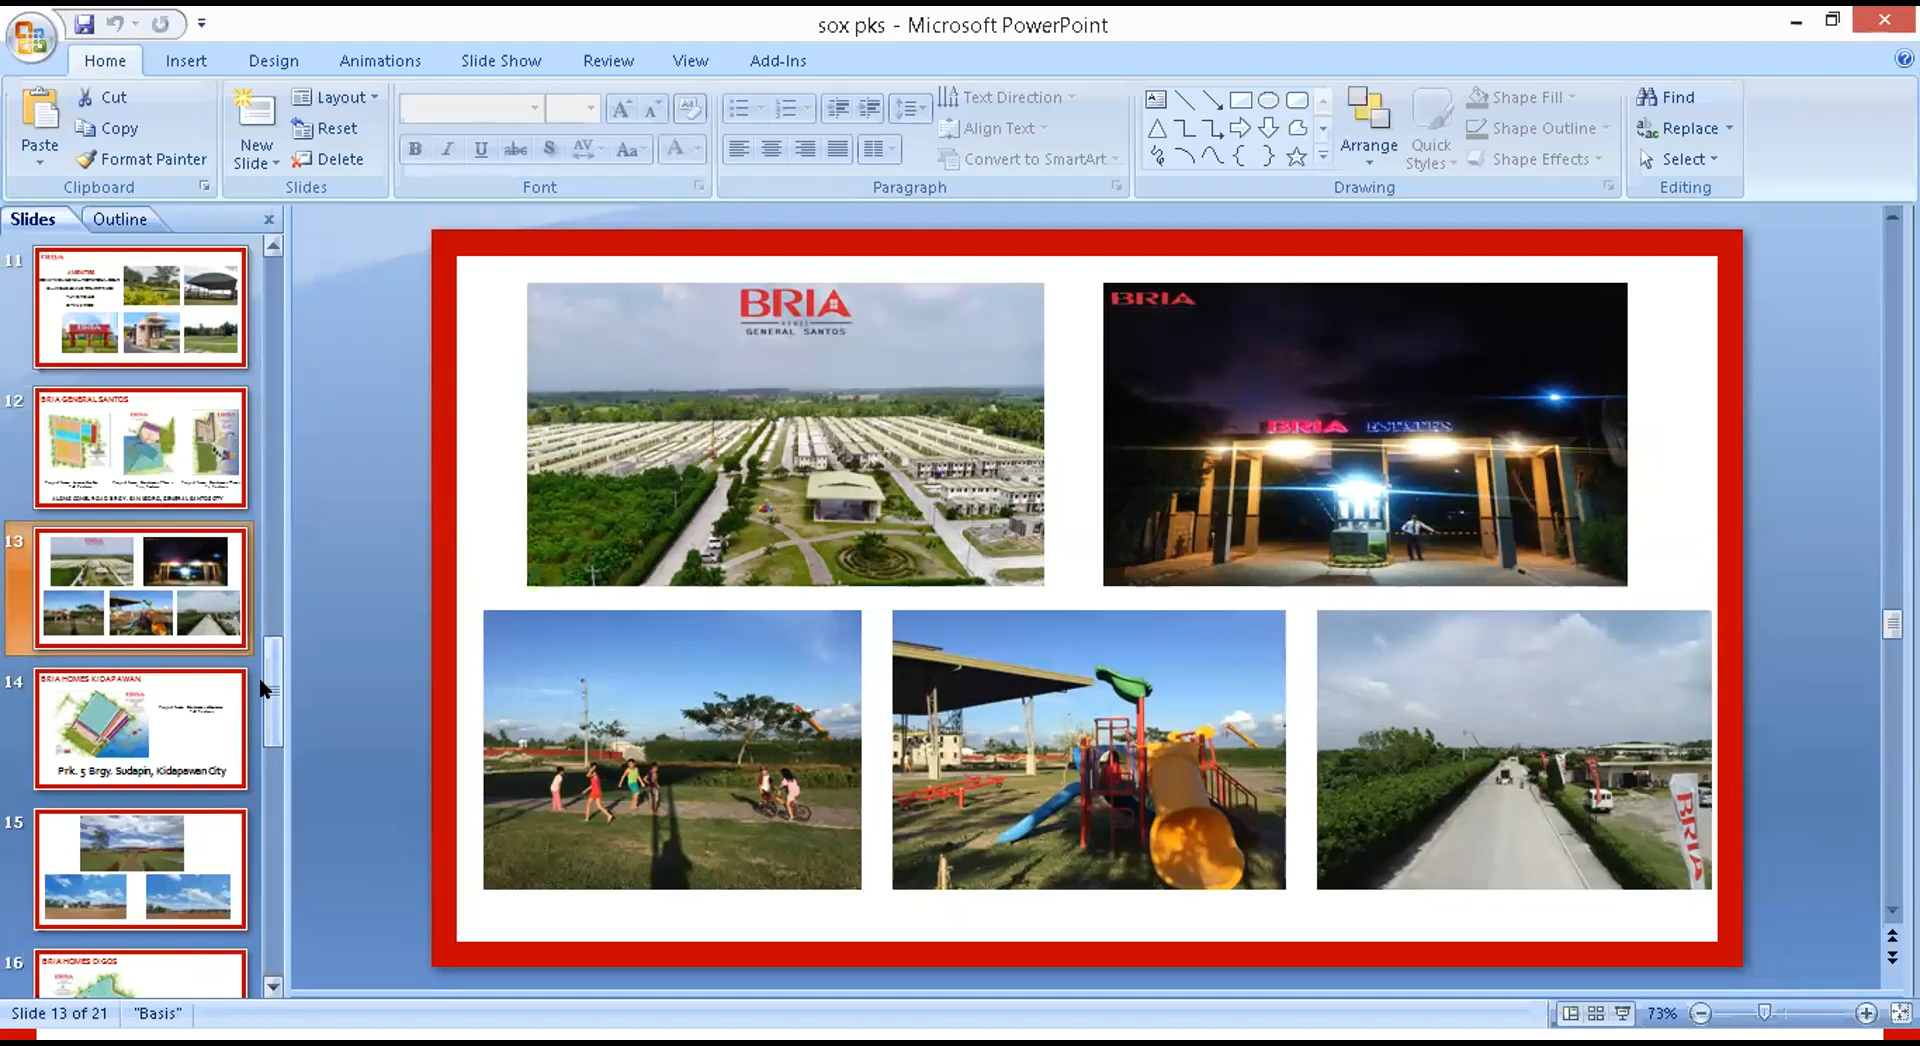 sox pks - Microsoft PowerPoint
Home Insert Design Animations Slide Show Review View Add-Ins
Paste
Cut
Copy
Format Painter
Clipboard
New Slide
Layout
Reset
Delete
Slides
Font
Text Direction
Align Text
Convert to SmartArt
Paragraph
Arrange
Quick Styles
Shape Fill
Shape Outline
Shape Effects
Drawing
Find
Replace
Select
Editing
Slides Outline
11
BRIA
AMENITIES
BRIA
12
BRIA GENERAL SANTOS
13
14
BRIA HOMES KIDAPAWAN
Prk. 5 Brgy. Sudapin, Kidapawan City
15
16
BRIA HOMES DIGOS
BRIA
HOMES
GENERAL SANTOS
BRIA
BRIA ESTATES
BRIA
Slide 13 of 21
"Basis"
73%